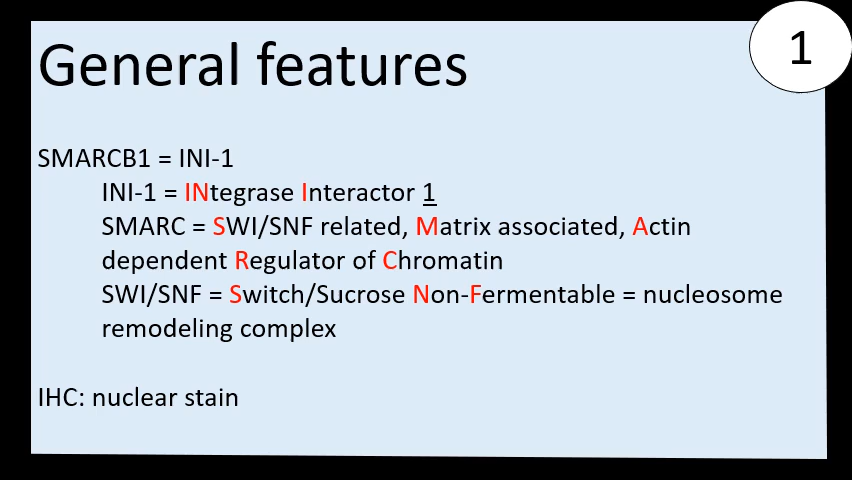 General features
1
SMARCB1 = INI-1
INI-1 = INtegrase Interactor 1
SMARC = SWI/SNF related, Matrix associated, Actin
dependent Regulator of Chromatin
SWI/SNF = Switch/Sucrose Non-Fermentable = nucleosome
remodeling complex
IHC: nuclear stain